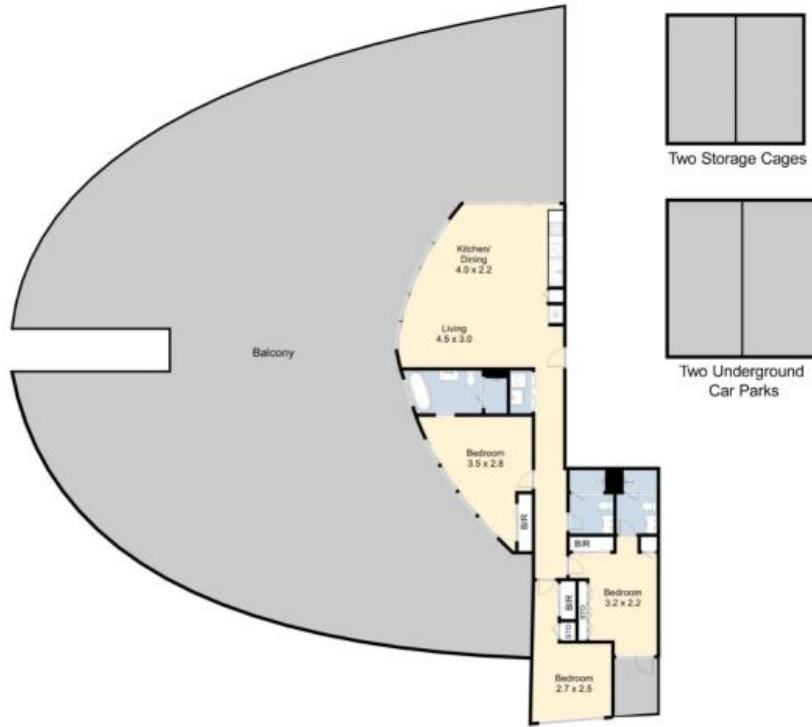 Two Storage Cages
Kitchen/
Dining
4.0 x 2.2
Living
4.5 x 3.0
Balcony
Two Underground
Car Parks
Bedroom
3.5 x 2.8
BIR
BIR
Bedroom
3.2 x 2.2
BIR
STO
STO
Bedroom
2.7 x 2.5